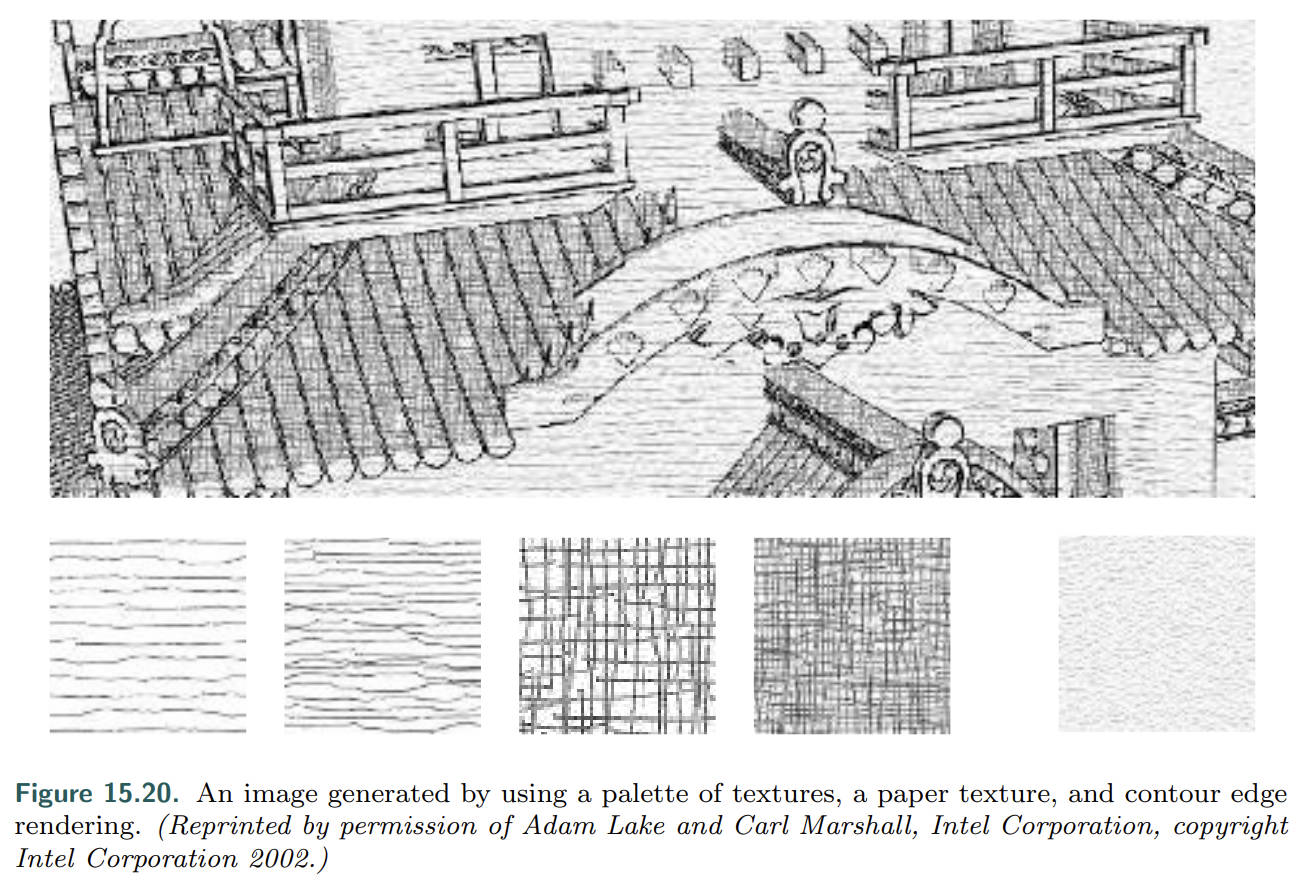 Figure 15.20. An image generated by using a palette of textures, a paper texture, and contour edge
rendering. (Reprinted by permission of Adam Lake and Carl Marshall, Intel Corporation, copyright
Intel Corporation 2002.)